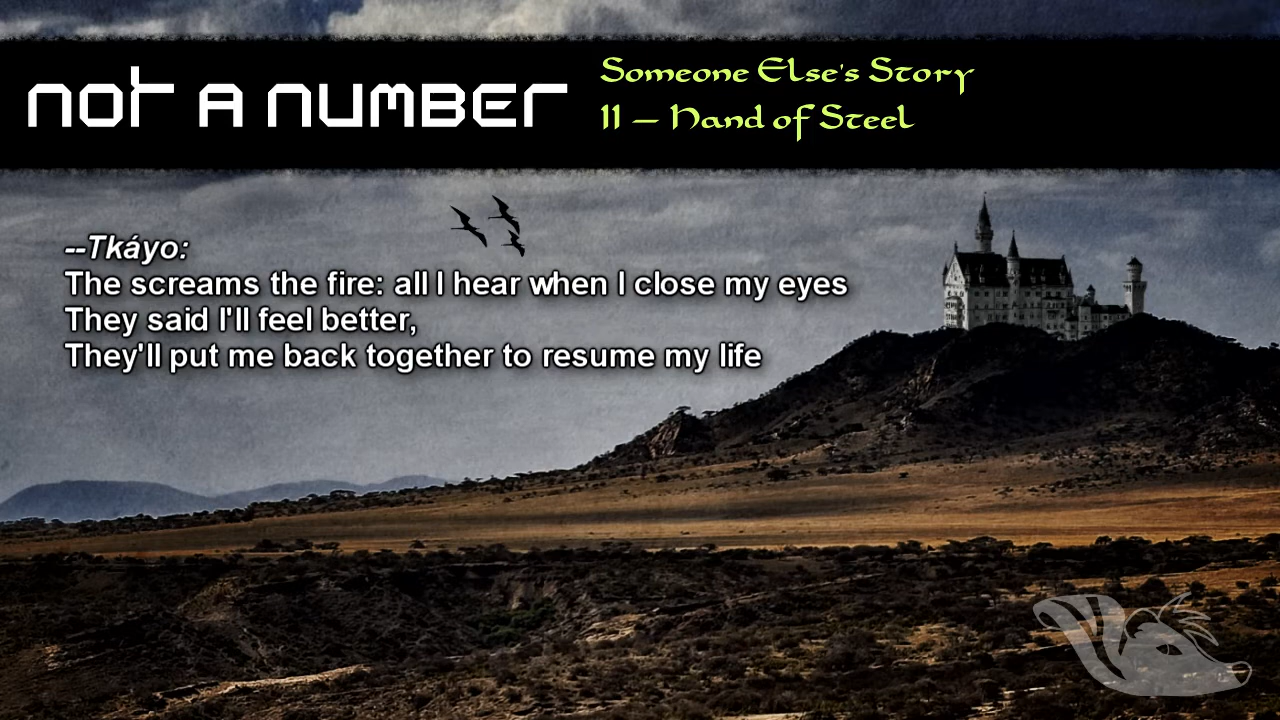 not a number
Someone Else's Story
II – Hand of Steel
--Tkáyo:
The screams the fire: all I hear when I close my eyes
They said I'll feel better,
They'll put me back together to resume my life